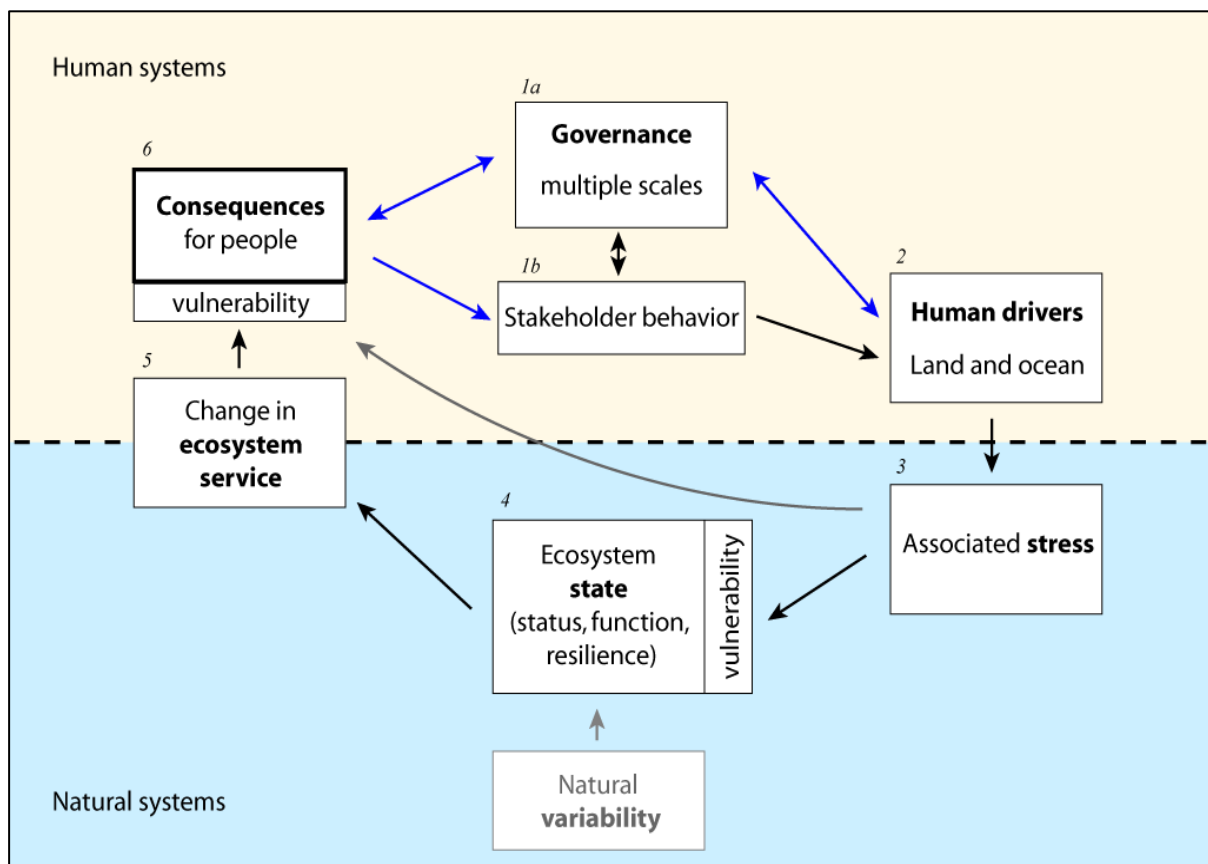 Human systems
1a
Governance
multiple scales
6
Consequences
for people
vulnerability
1b
Stakeholder behavior
2
Human drivers
Land and ocean
5
Change in
ecosystem
service
3
Associated stress
4
Ecosystem
state
(status, function,
resilience)
vulnerability
Natural
variability
Natural systems